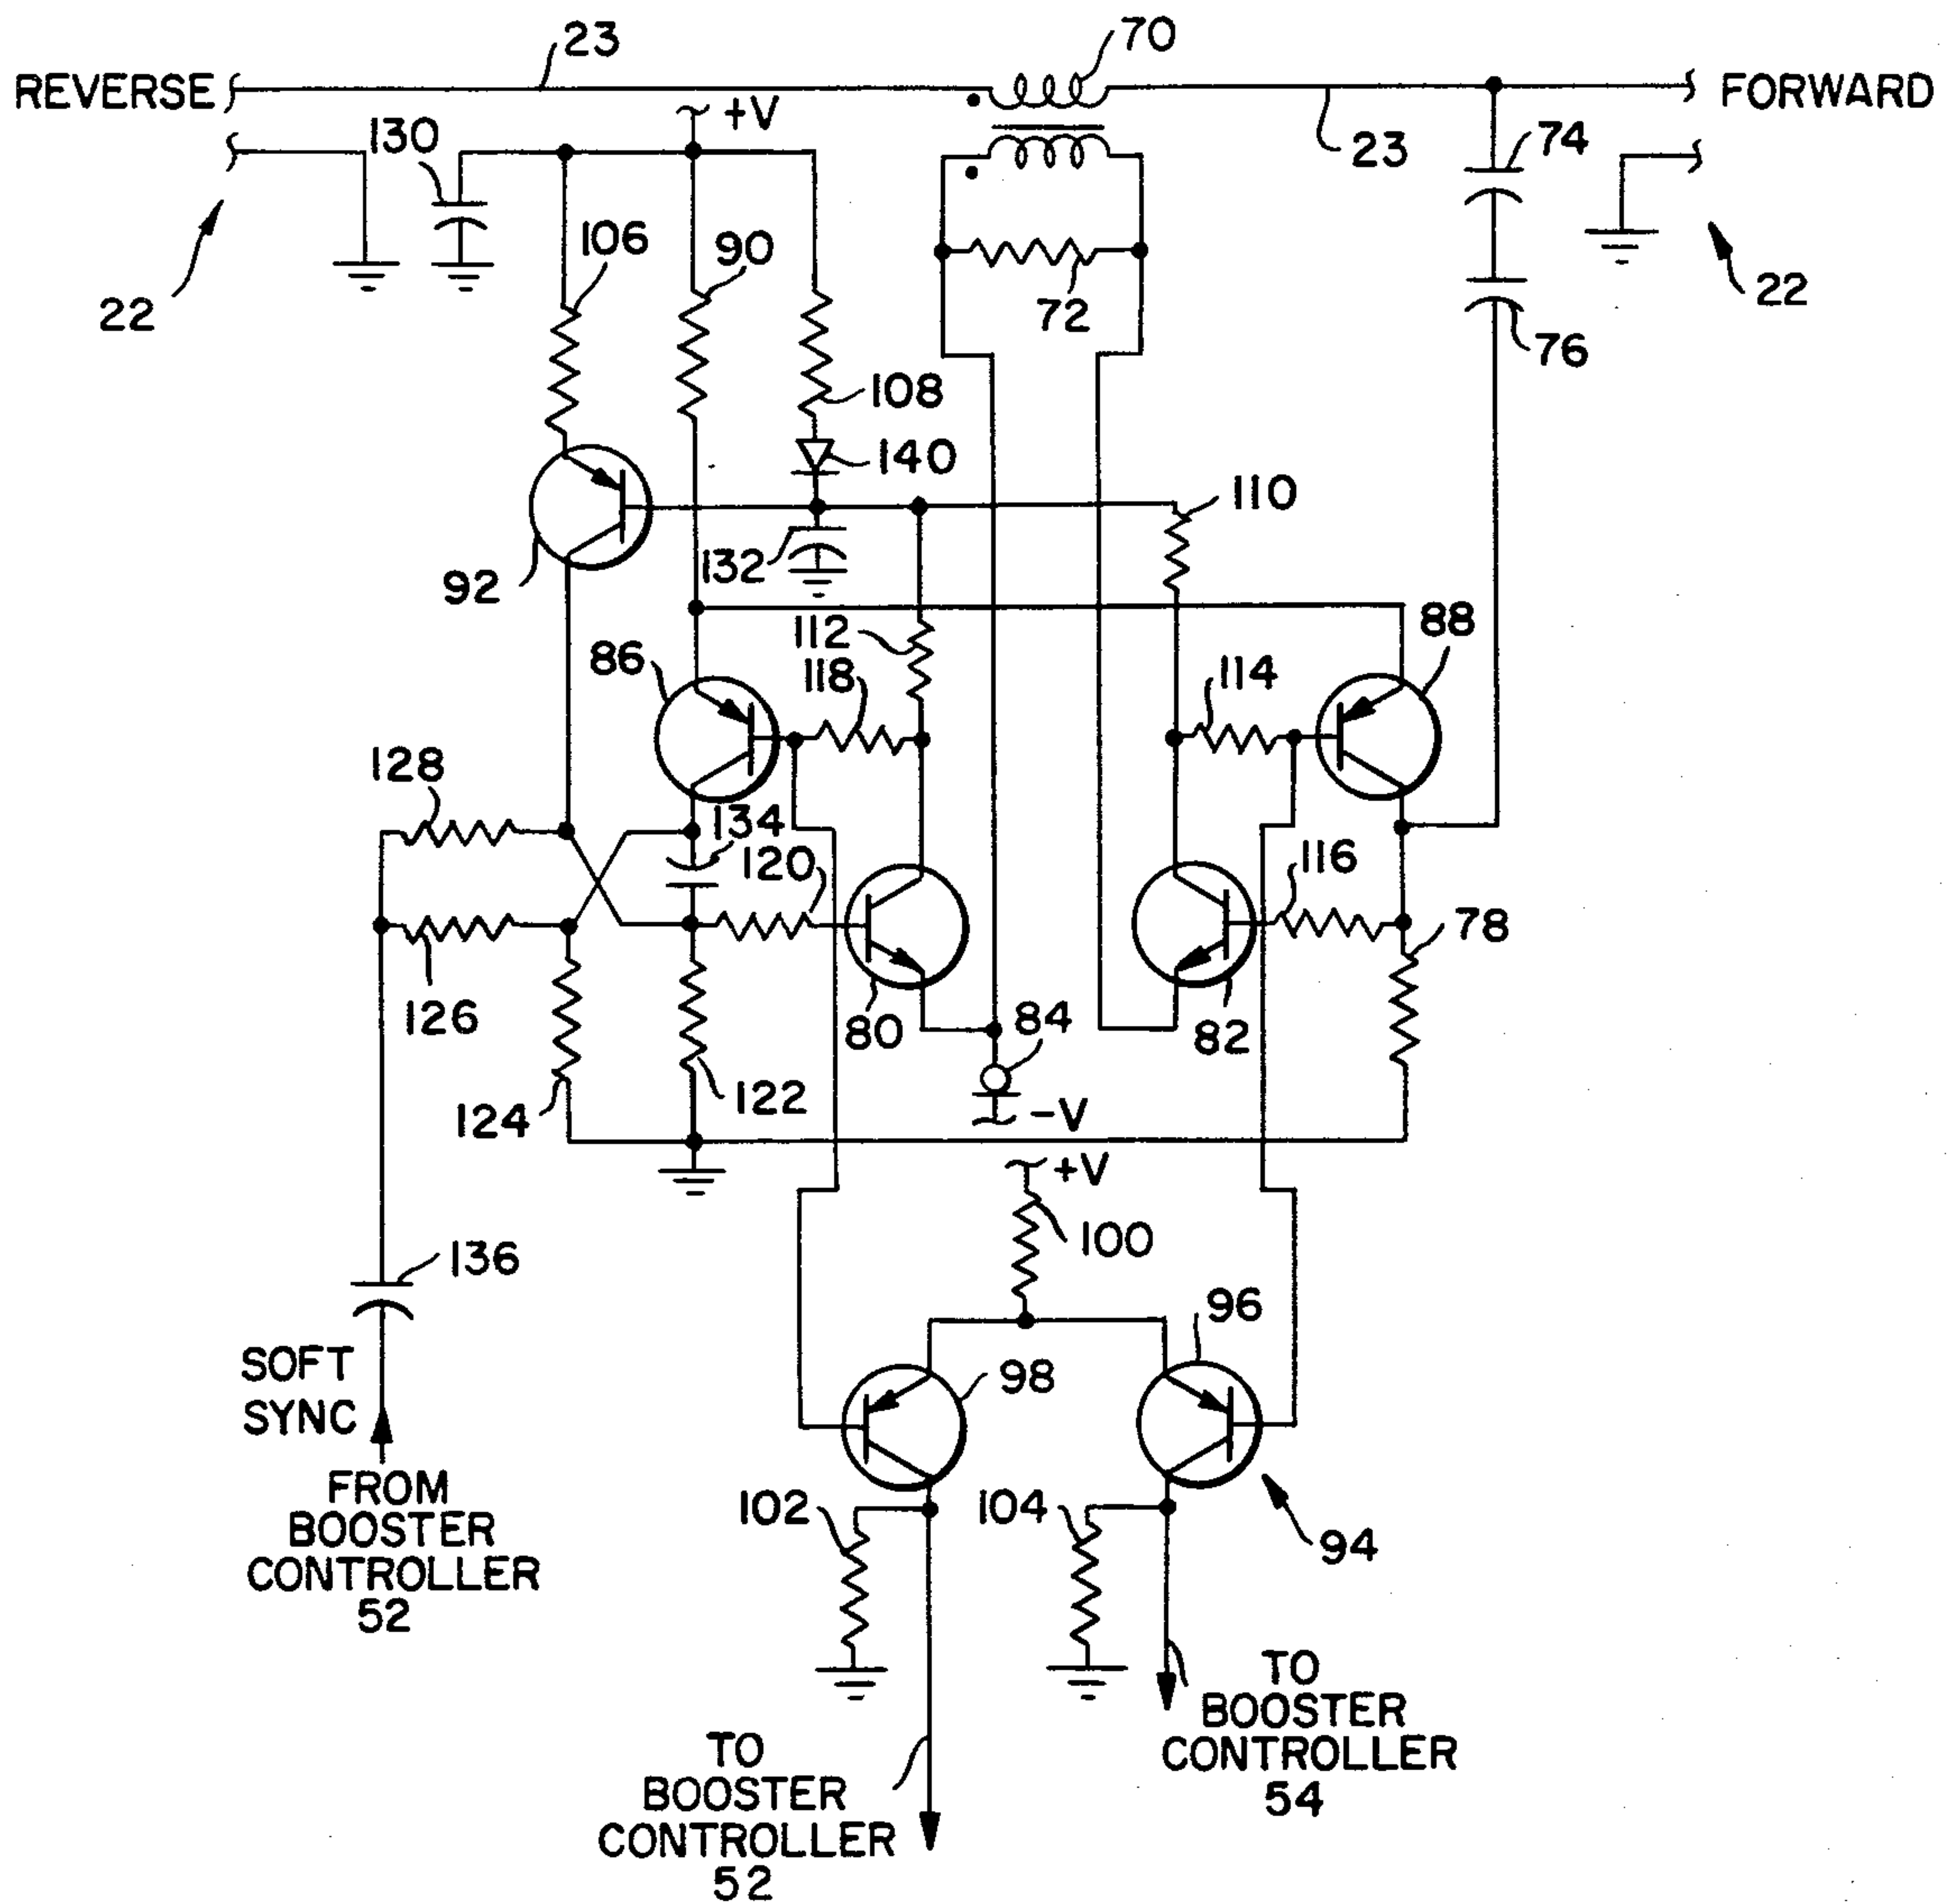 23
70
REVERSE
FORWARD
+V
130
74
23
106
90
22
72
22
76
108
140
110
132
92
112
88
86
118
114
128
134
120
116
78
126
80
84
82
122
124
-V
+V
100
136
96
SOFT
SYNC
98
FROM
BOOSTER
CONTROLLER
52
102
104
94
TO
BOOSTER
CONTROLLER
54
TO
BOOSTER
CONTROLLER
52